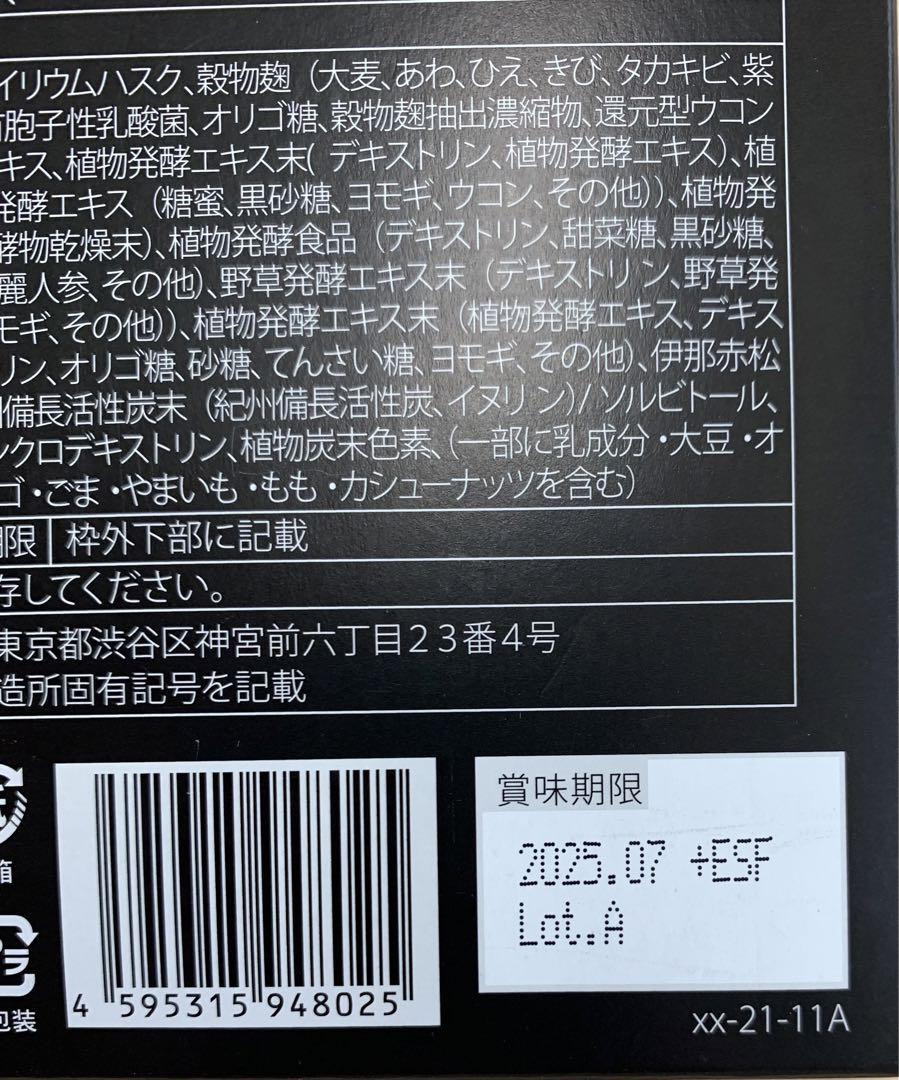 イリウムハスク、穀物麹（大麦、あわ、ひえ、きび、タカキビ、紫
胞子性乳酸菌、オリゴ糖、穀物麹抽出濃縮物、還元型ウコン
キス、植物発酵エキス末( デキストリン、植物発酵エキス）、植
発酵エキス（糖蜜、黒砂糖、ヨモギ、ウコン、その他））、植物発
酵物乾燥末）、植物発酵食品（デキストリン、甜菜糖、黒砂糖、
麗人参、その他）、野草発酵エキス末（デキストリン、野草発
モギ、その他））、植物発酵エキス末（植物発酵エキス、デキス
リン、オリゴ糖、砂糖、てんさい糖、ヨモギ、その他）、伊那赤松
備長活性炭末（紀州備長活性炭、イヌリン）/ソルビトール、
クロデキストリン、植物炭末色素、（一部に乳成分・大豆・オ
ゴ・ごま・やまいも・もも・カシューナッツを含む）
期限 枠外下部に記載
存してください。
東京都渋谷区神宮前六丁目２３番４号
造所固有記号を記載
箱
プラ
包装
4 595315 948025
賞味期限
2025.07 +ESF
Lot.A
xx-21-11A